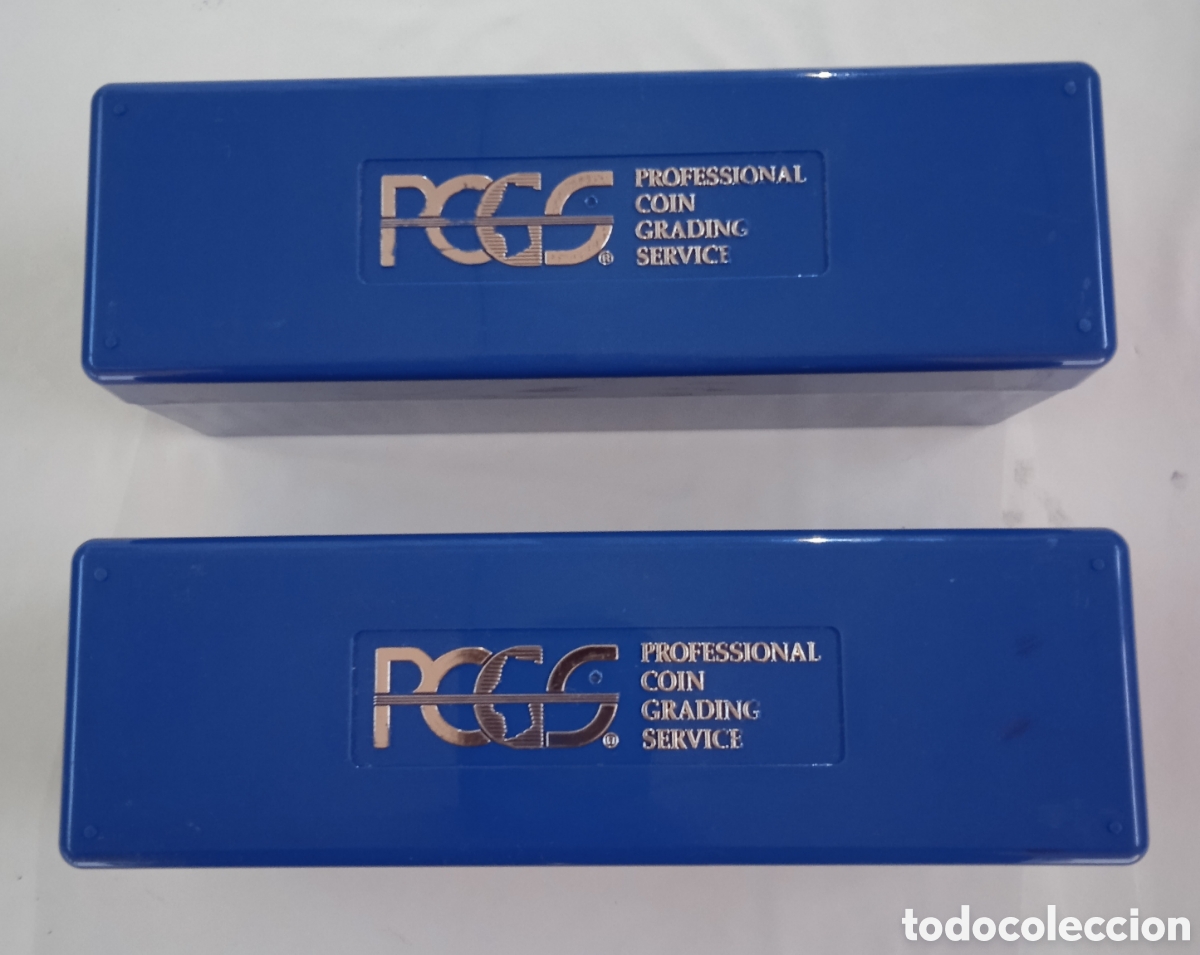 PCGS®
PROFESSIONAL
COIN
GRADING
SERVICE
PCGS®
PROFESSIONAL
COIN
GRADING
SERVICE
todocoleccion